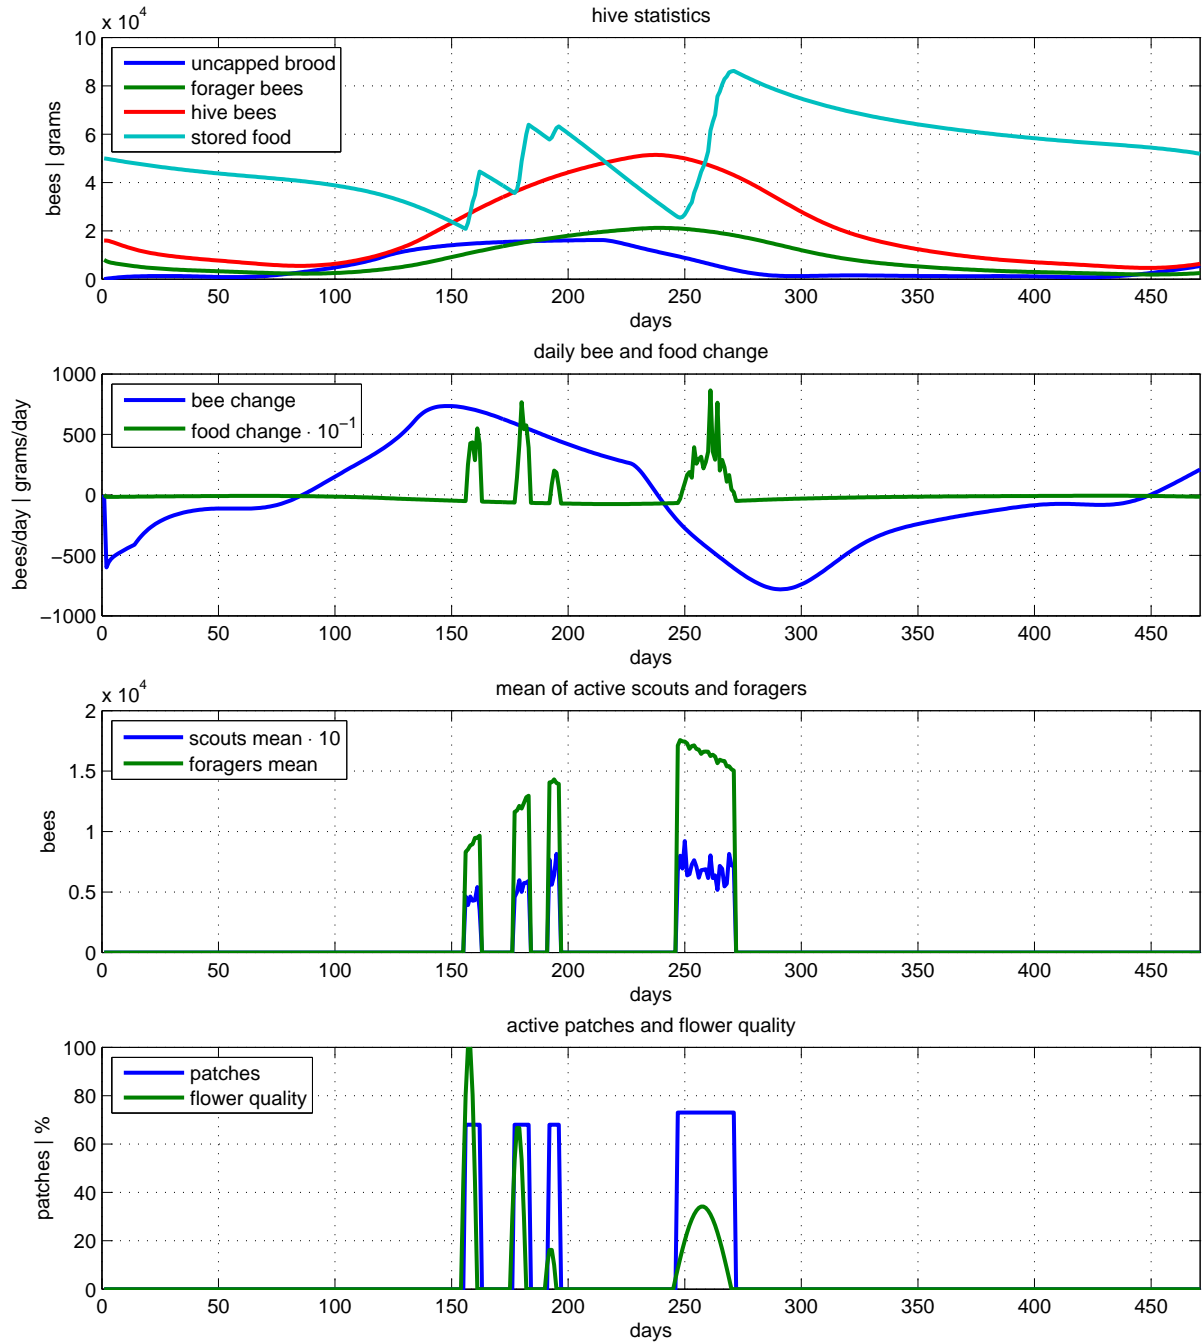 hive statistics
x 10^4
10
8
6
4
2
0
bees | grams
uncapped brood
forager bees
hive bees
stored food
0 50 100 150 200 250 300 350 400 450
days
daily bee and food change
1000
500
0
−500
−1000
bees/day | grams/day
bee change
food change · 10^−1
0 50 100 150 200 250 300 350 400 450
days
mean of active scouts and foragers
x 10^4
2
1.5
1
0.5
0
bees
scouts mean · 10
foragers mean
0 50 100 150 200 250 300 350 400 450
days
active patches and flower quality
100
80
60
40
20
0
patches | %
patches
flower quality
0 50 100 150 200 250 300 350 400 450
days